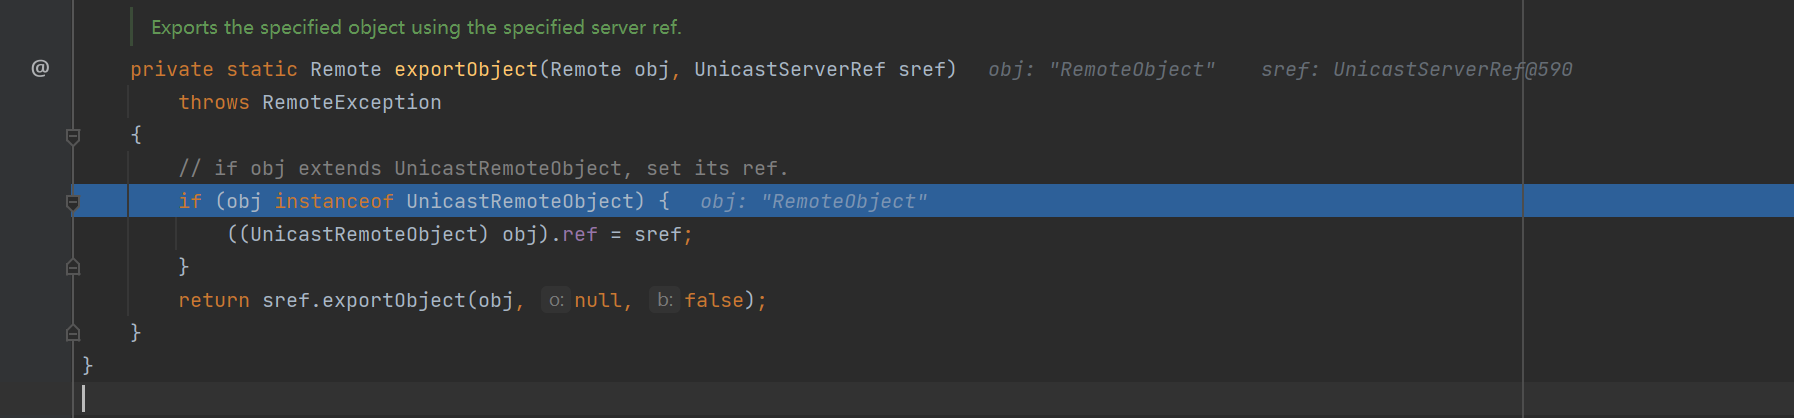 Exports the specified object using the specified server ref.
@ private static Remote exportObject(Remote obj, UnicastServerRef sref) obj: "RemoteObject" sref: UnicastServerRef@590
throws RemoteException
{
// if obj extends UnicastRemoteObject, set its ref.
if (obj instanceof UnicastRemoteObject) { obj: "RemoteObject"
((UnicastRemoteObject) obj).ref = sref;
}
return sref.exportObject(obj, o: null, b: false);
}
}